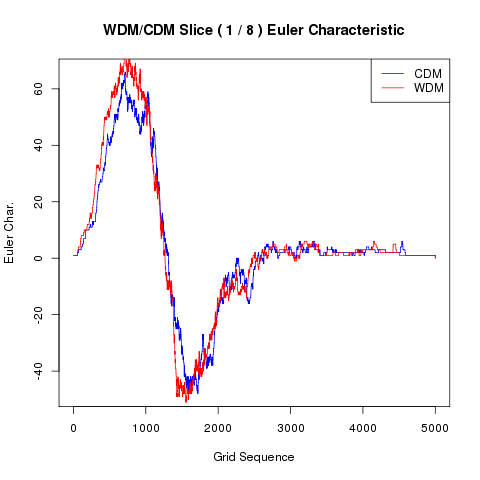 WDM/CDM Slice ( 1 / 8 ) Euler Characteristic
CDM
WDM
Euler Char.
60
40
20
0
-20
-40
0 1000 2000 3000 4000 5000
Grid Sequence